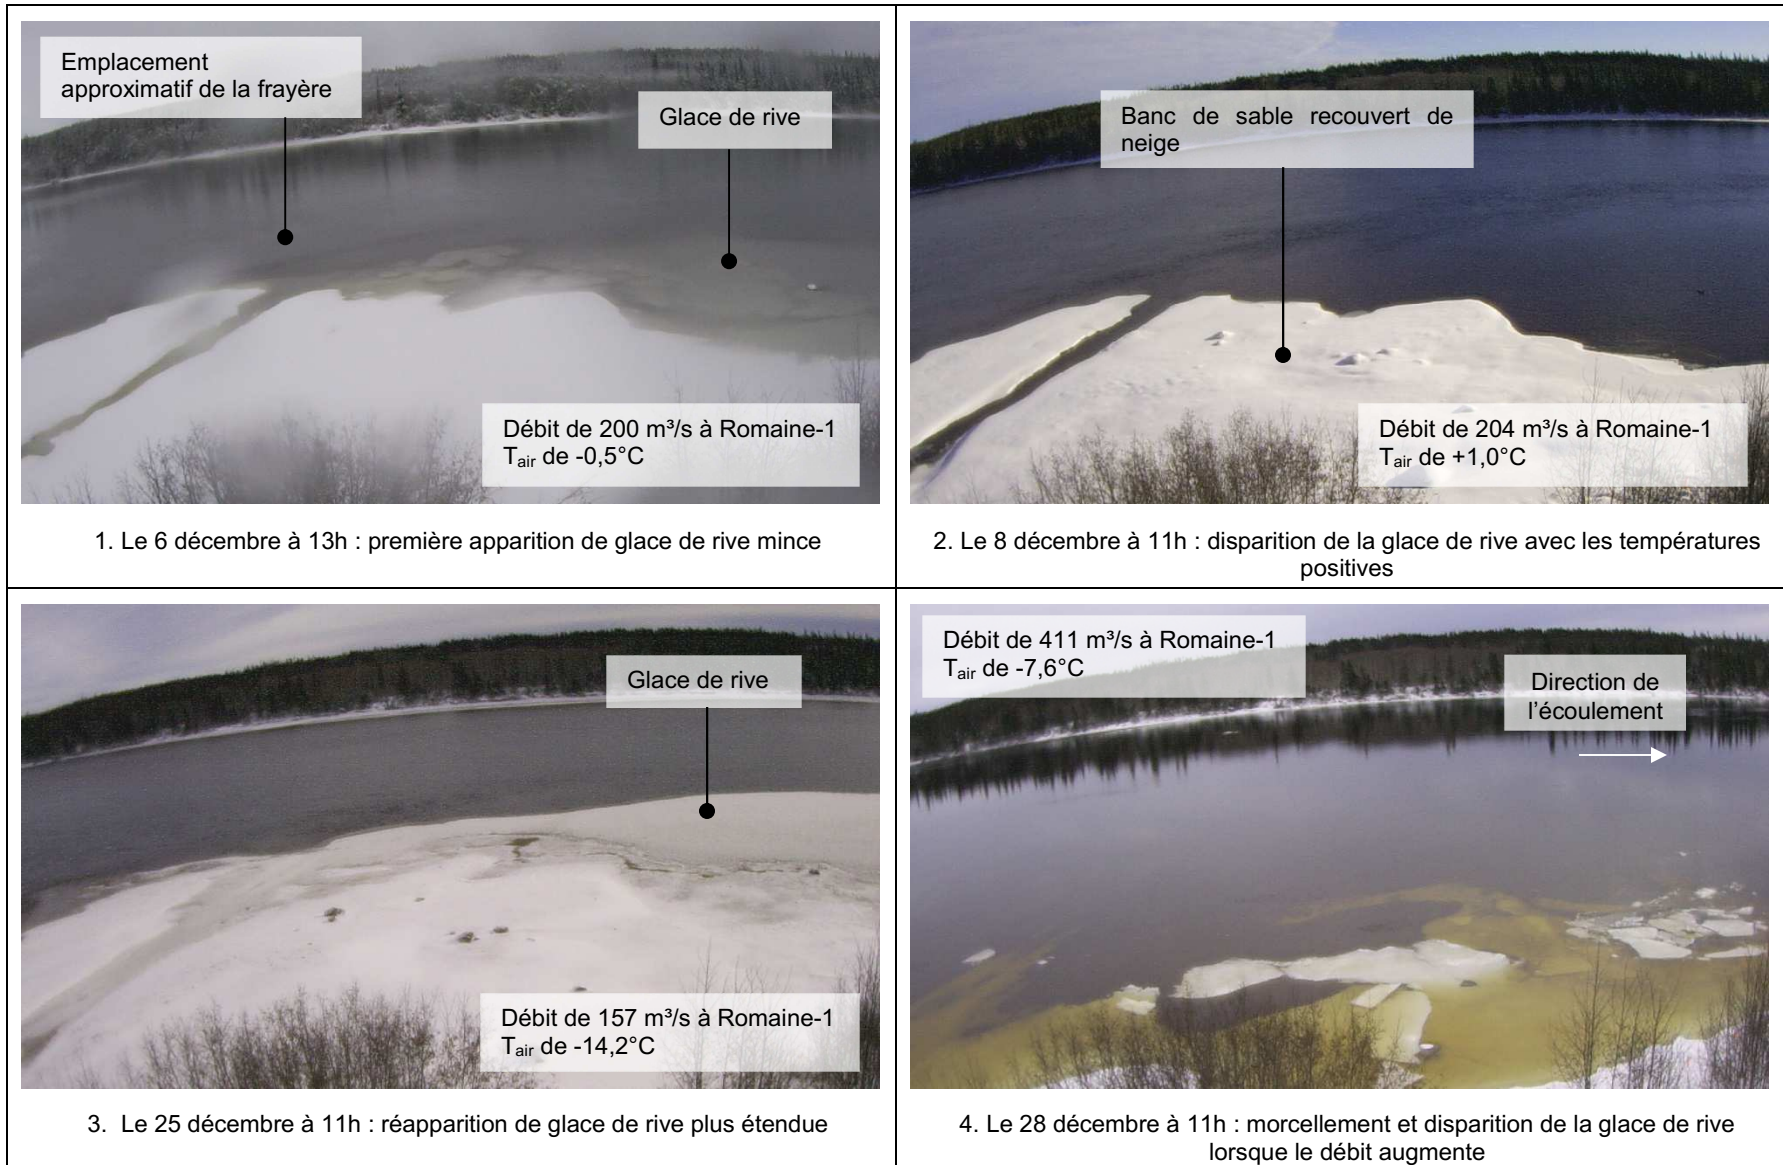 Emplacement
approximatif de la frayère
Glace de rive
Débit de 200 m³/s à Romaine-1
Tair de -0,5°C
1. Le 6 décembre à 13h : première apparition de glace de rive mince
Banc de sable recouvert de
neige
Débit de 204 m³/s à Romaine-1
Tair de +1,0°C
2. Le 8 décembre à 11h : disparition de la glace de rive avec les températures
positives
Glace de rive
Débit de 157 m³/s à Romaine-1
Tair de -14,2°C
3. Le 25 décembre à 11h : réapparition de glace de rive plus étendue
Débit de 411 m³/s à Romaine-1
Tair de -7,6°C
Direction de
l'écoulement
4. Le 28 décembre à 11h : morcellement et disparition de la glace de rive
lorsque le débit augmente